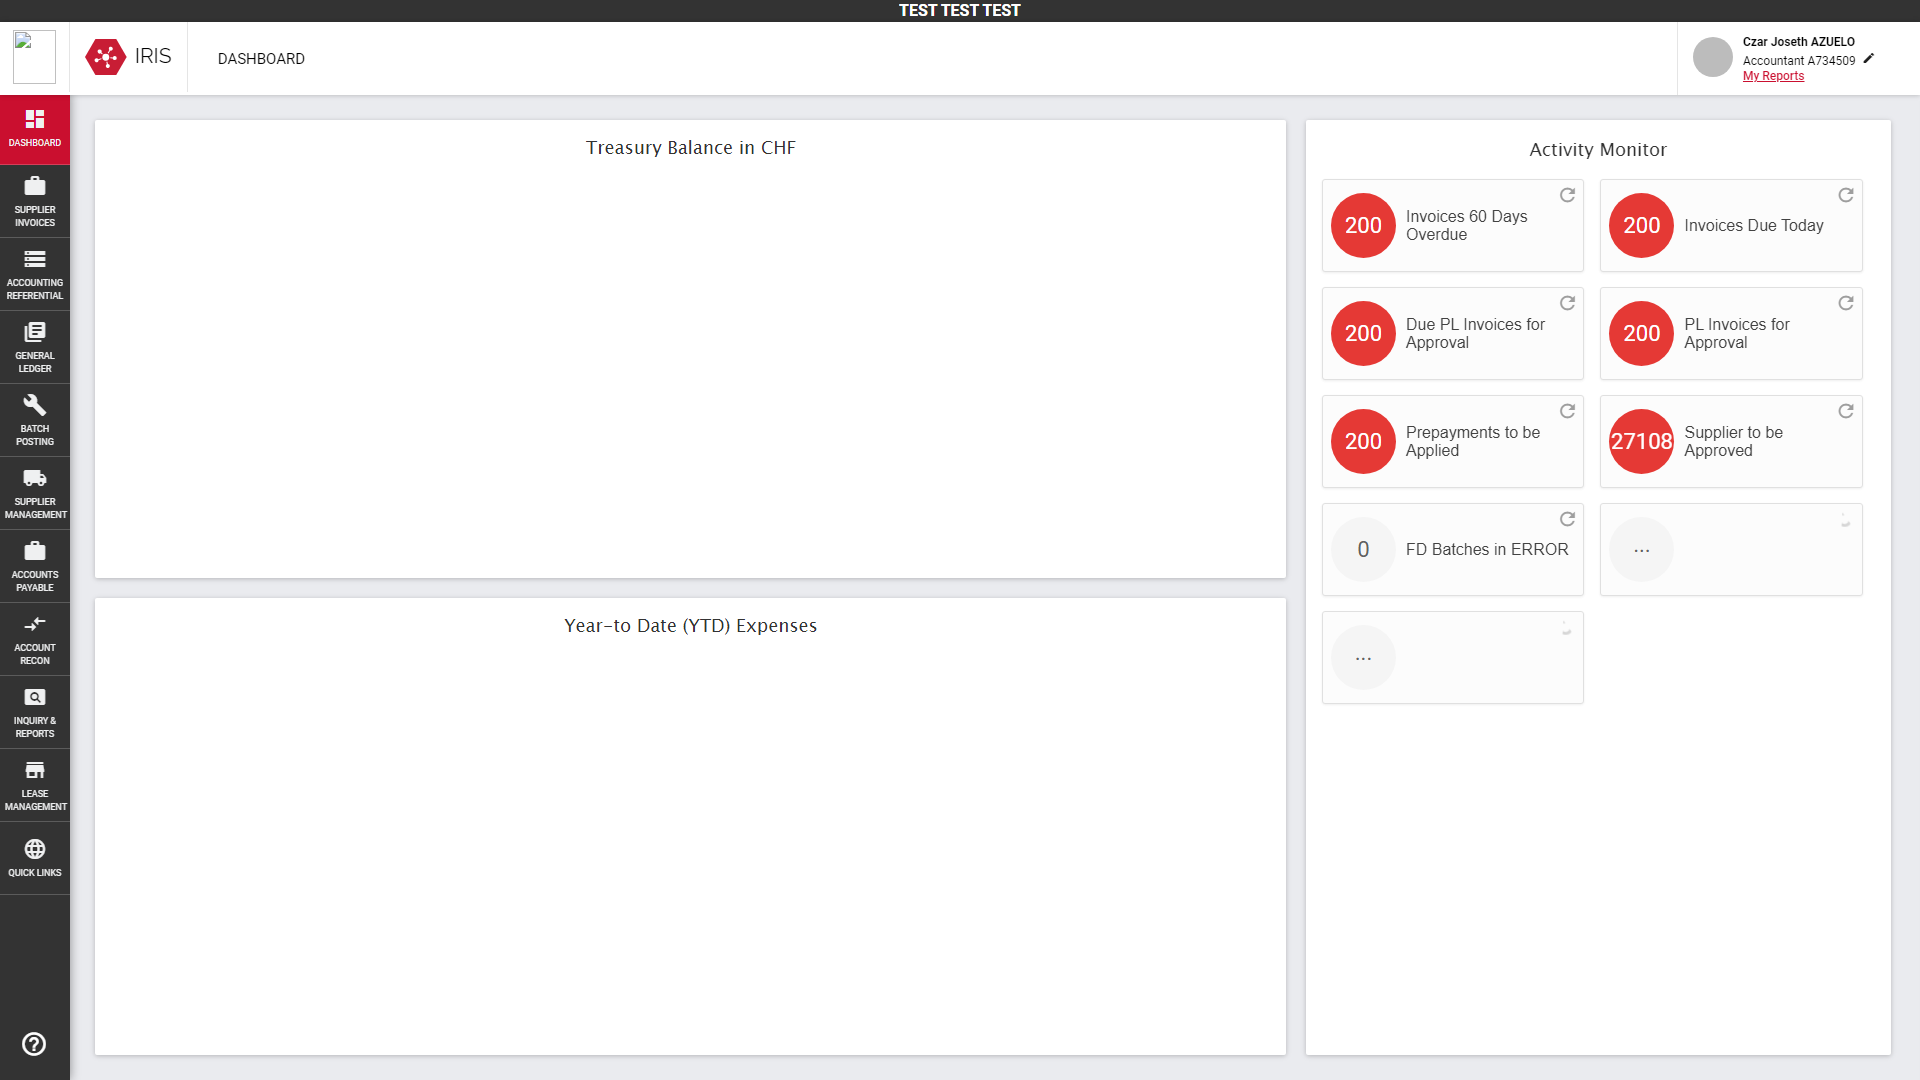 TEST TEST TEST
IRIS
DASHBOARD
Czar Joseth AZUELO
Accountant A734509
My Reports
DASHBOARD
SUPPLIER
INVOICES
ACCOUNTING
REFERENTIAL
GENERAL
LEDGER
BATCH
POSTING
SUPPLIER
MANAGEMENT
ACCOUNTS
PAYABLE
ACCOUNT
RECON
INQUIRY &
REPORTS
LEASE
MANAGEMENT
QUICK LINKS
Treasury Balance in CHF
Year-to Date (YTD) Expenses
Activity Monitor
200
Invoices 60 Days
Overdue
200
Invoices Due Today
200
Due PL Invoices for
Approval
200
PL Invoices for
Approval
200
Prepayments to be
Applied
27108
Supplier to be
Approved
0
FD Batches in ERROR
...
...